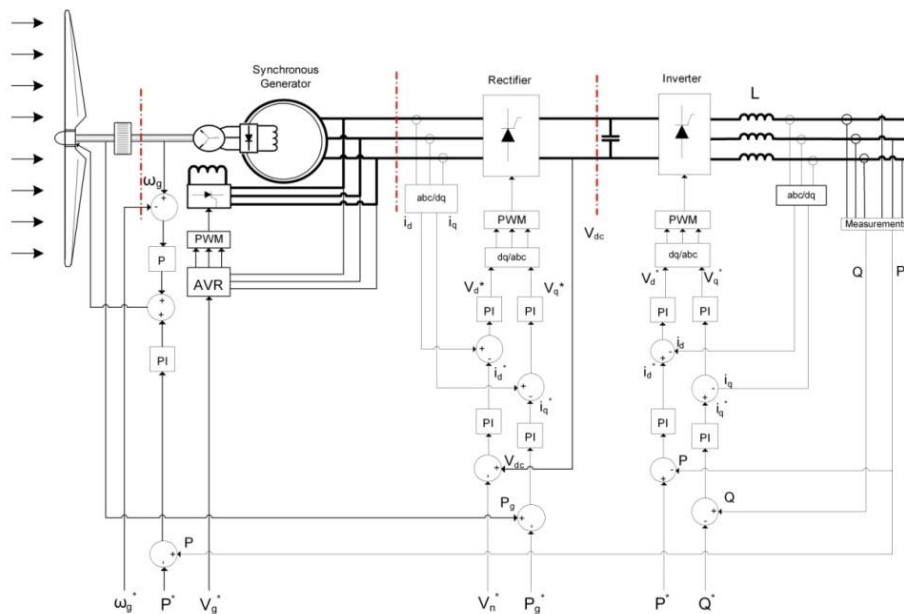 Synchronous
Generator
Rectifier
Inverter
L
ω_g
abc/dq
i_d
i_q
PWM
AVR
P
PI
V_dc
PWM
dq/abc
V_d*
V_q*
PI
PI
i_d*
i_q*
PI
PI
V_dc
P_g
abc/dq
Measurements
Q
P
PWM
dq/abc
V_d*
V_q*
PI
PI
i_d
i_d*
i_q
i_q*
PI
PI
P
Q
P
ω_g*
P*
V_g*
V_n*
P_g*
P*
Q*